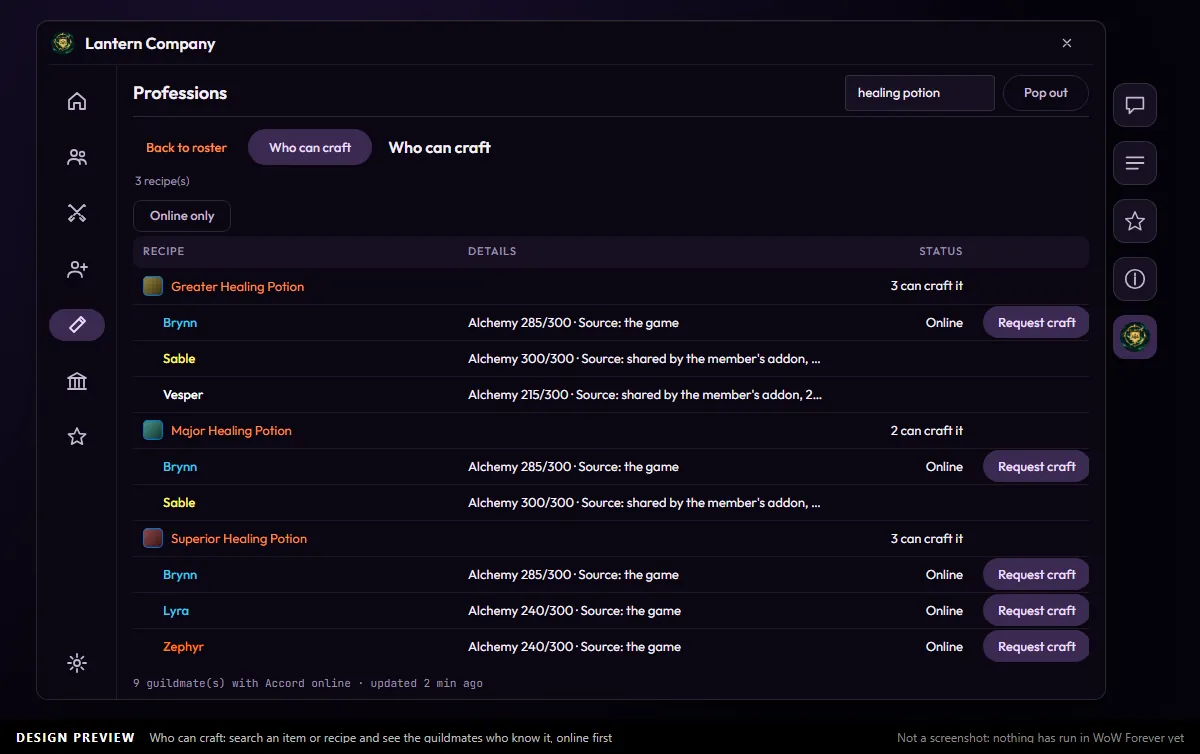 Lantern Company
Professions
healing potion
Pop out
Back to roster
Who can craft
Who can craft
3 recipe(s)
Online only
RECIPE DETAILS STATUS
Greater Healing Potion 3 can craft it
Brynn Alchemy 285/300 · Source: the game Online Request craft
Sable Alchemy 300/300 · Source: shared by the member's addon, ...
Vesper Alchemy 215/300 · Source: shared by the member's addon, 2...
Major Healing Potion 2 can craft it
Brynn Alchemy 285/300 · Source: the game Online Request craft
Sable Alchemy 300/300 · Source: shared by the member's addon, ...
Superior Healing Potion 3 can craft it
Brynn Alchemy 285/300 · Source: the game Online Request craft
Lyra Alchemy 240/300 · Source: the game Online Request craft
Zephyr Alchemy 240/300 · Source: the game Online Request craft
9 guildmate(s) with Accord online · updated 2 min ago
DESIGN PREVIEW Who can craft: search an item or recipe and see the guildmates who know it, online first
Not a screenshot: nothing has run in WoW Forever yet